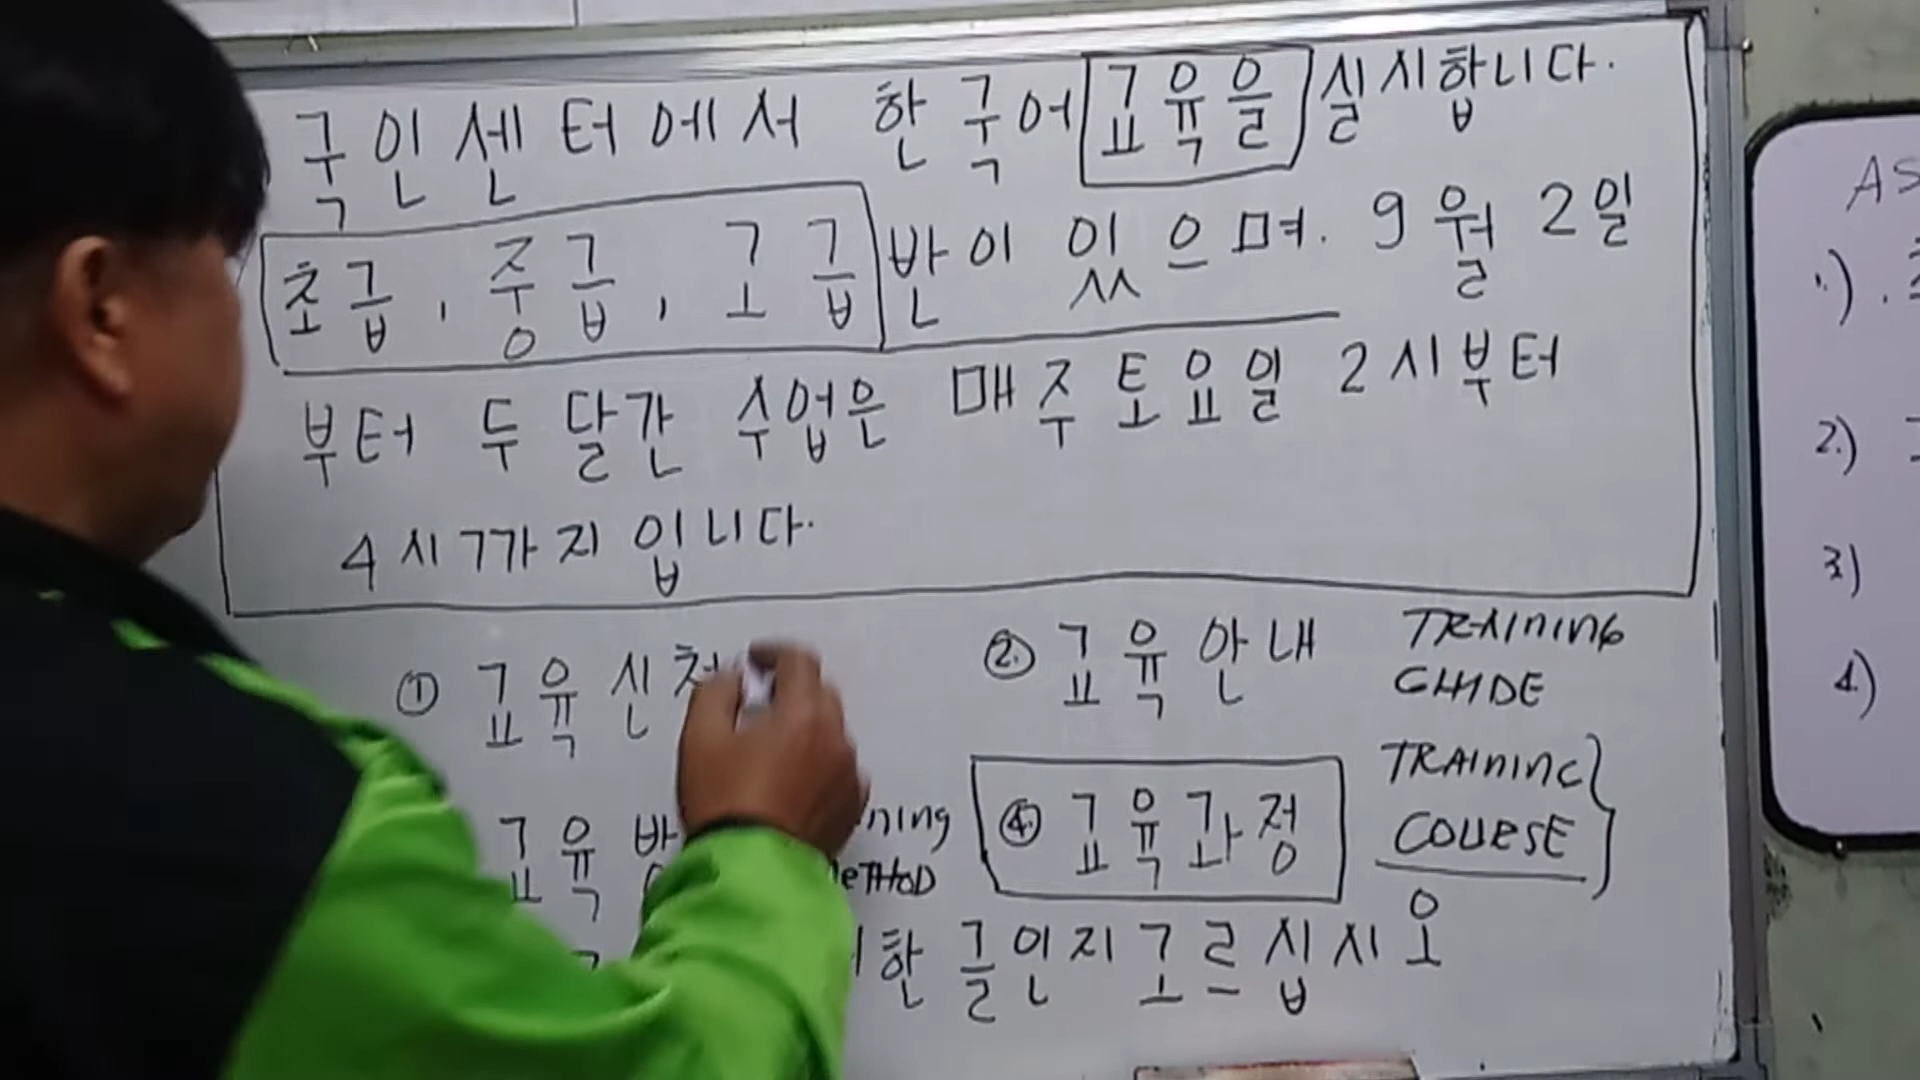 국인센터에서 한국어 교육을 실시합니다.
초급, 중급, 고급 반이 있으며. 9월 2일
부터 두 달간 수업은 매주 토요일 2시부터
4시까지 입니다.
① 교육 신청
② 교육 안내 TRAINING GUIDE
교육 방 ning METHOD
④ 교육과정 TRAINING COURSE
한 글인지 고르십시오
AS
1.)
2.)
3)
4.)